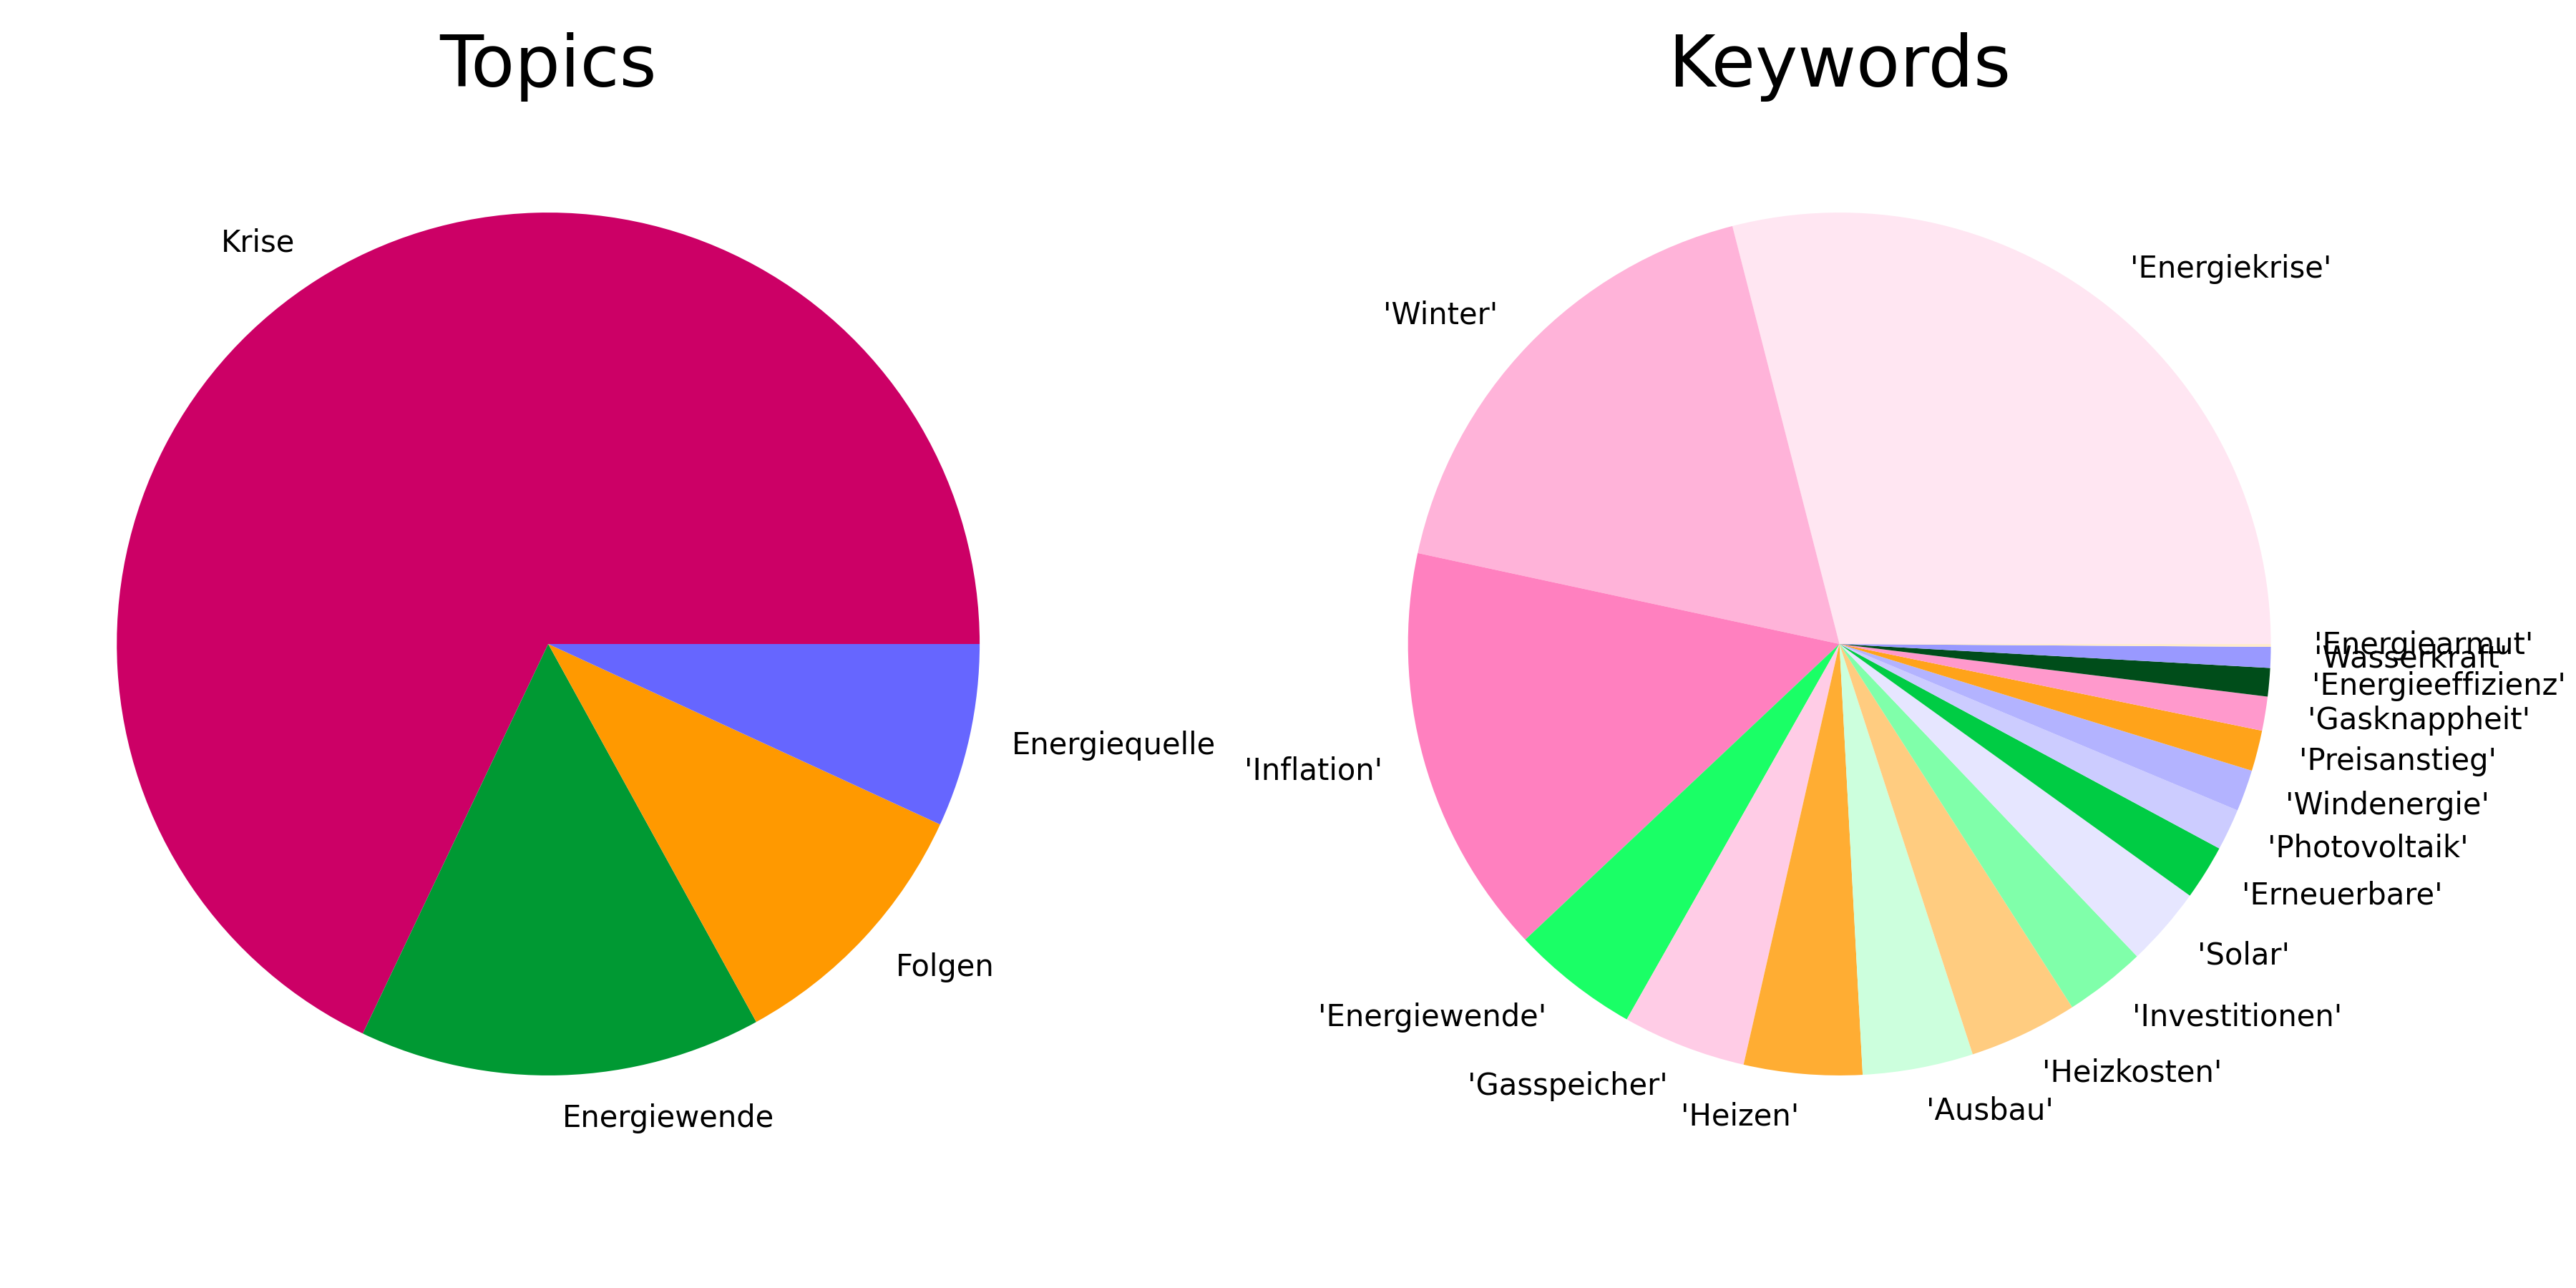 Topics
Krise
Energiequelle
Folgen
Energiewende
Keywords
'Energiekrise'
'Winter'
'Inflation'
'Energiewende'
'Gasspeicher'
'Heizen'
'Ausbau'
'Heizkosten'
'Investitionen'
'Solar'
'Erneuerbare'
'Photovoltaik'
'Windenergie'
'Preisanstieg'
'Gasknappheit'
'Energieeffizienz'
'Wasserkraft'
'Energiearmut'